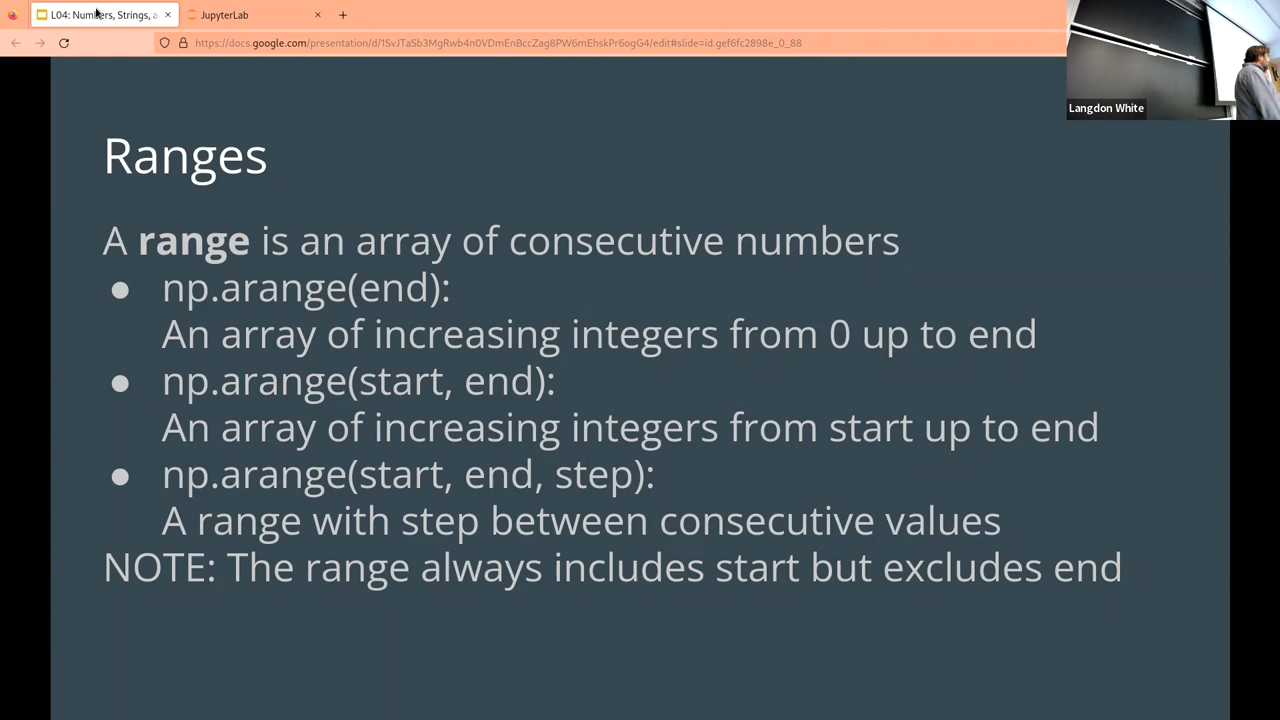 L04: Numbers, Strings, a
JupyterLab
https://docs.google.com/presentation/d/1SvJTaSb3MgRwb4n0VDmEnBccZag8PW6mEhskPr6ogG4/edit#slide=id.gef6fc2898e_0_88
Langdon White
Ranges
A range is an array of consecutive numbers
● np.arange(end):
An array of increasing integers from 0 up to end
● np.arange(start, end):
An array of increasing integers from start up to end
● np.arange(start, end, step):
A range with step between consecutive values
NOTE: The range always includes start but excludes end